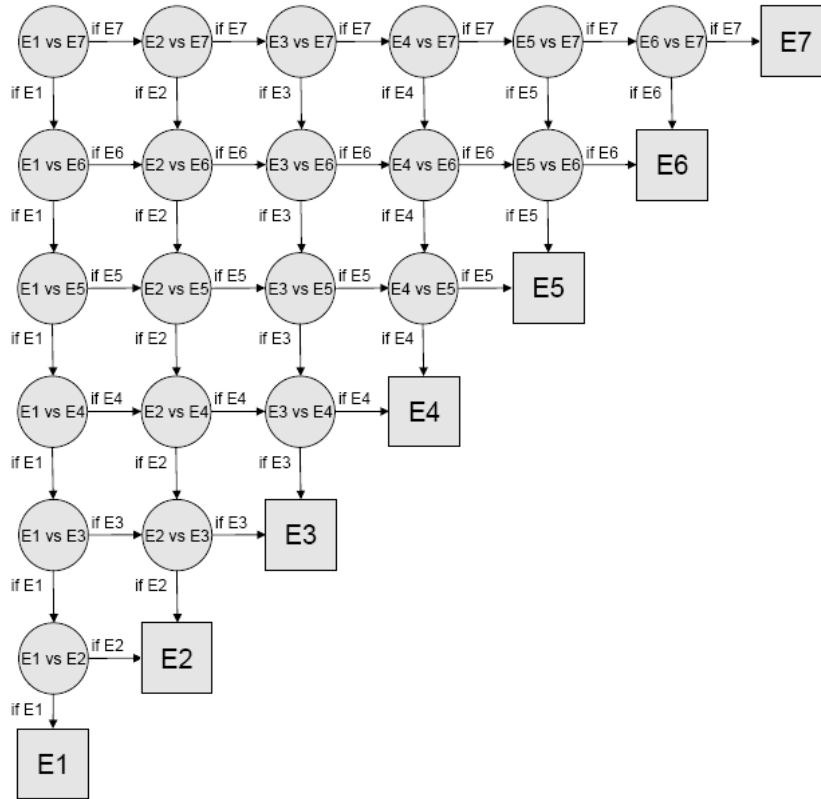 E1 vs E7 if E7 E2 vs E7 if E7 E3 vs E7 if E7 E4 vs E7 if E7 E5 vs E7 if E7 E6 vs E7 if E7 E7
if E1 if E2 if E3 if E4 if E5 if E6
E1 vs E6 if E6 E2 vs E6 if E6 E3 vs E6 if E6 E4 vs E6 if E6 E5 vs E6 if E6 E6
if E1 if E2 if E3 if E4 if E5
E1 vs E5 if E5 E2 vs E5 if E5 E3 vs E5 if E5 E4 vs E5 if E5 E5
if E1 if E2 if E3 if E4
E1 vs E4 if E4 E2 vs E4 if E4 E3 vs E4 if E4 E4
if E1 if E2 if E3
E1 vs E3 if E3 E2 vs E3 if E3 E3
if E1 if E2
E1 vs E2 if E2 E2
if E1
E1